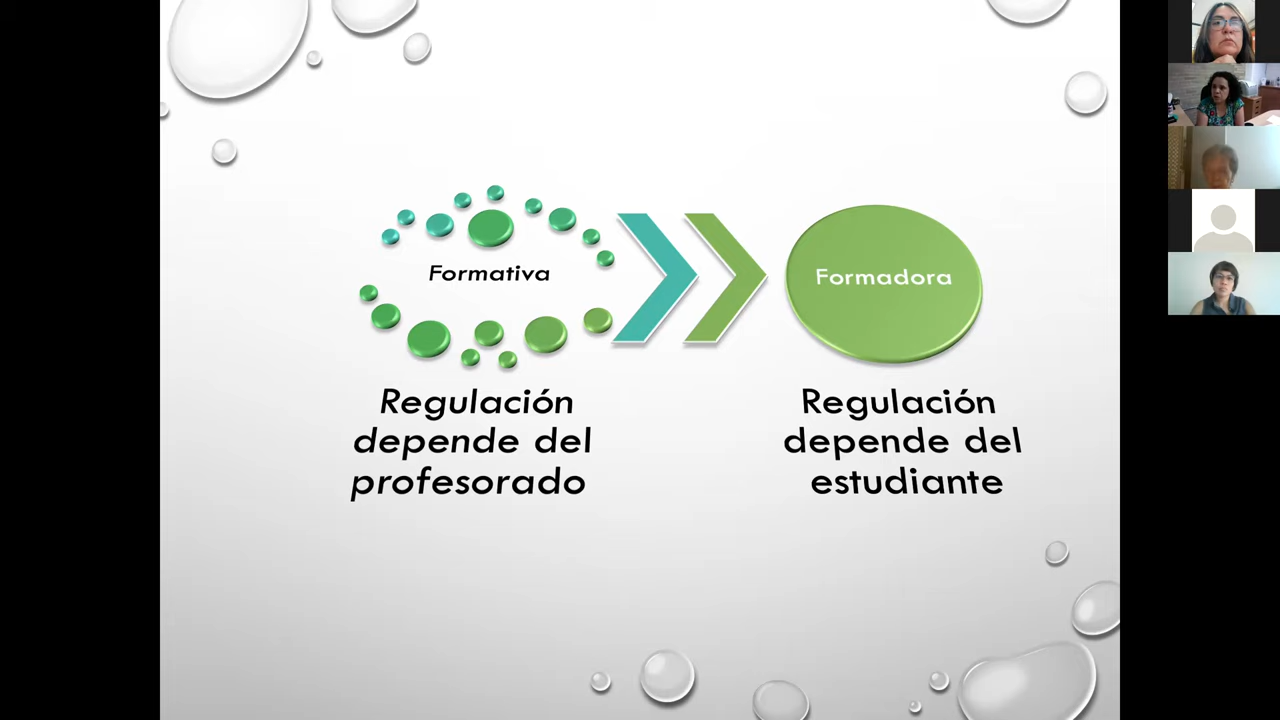 Formativa
Formadora
Regulación
depende del
profesorado
Regulación
depende del
estudiante